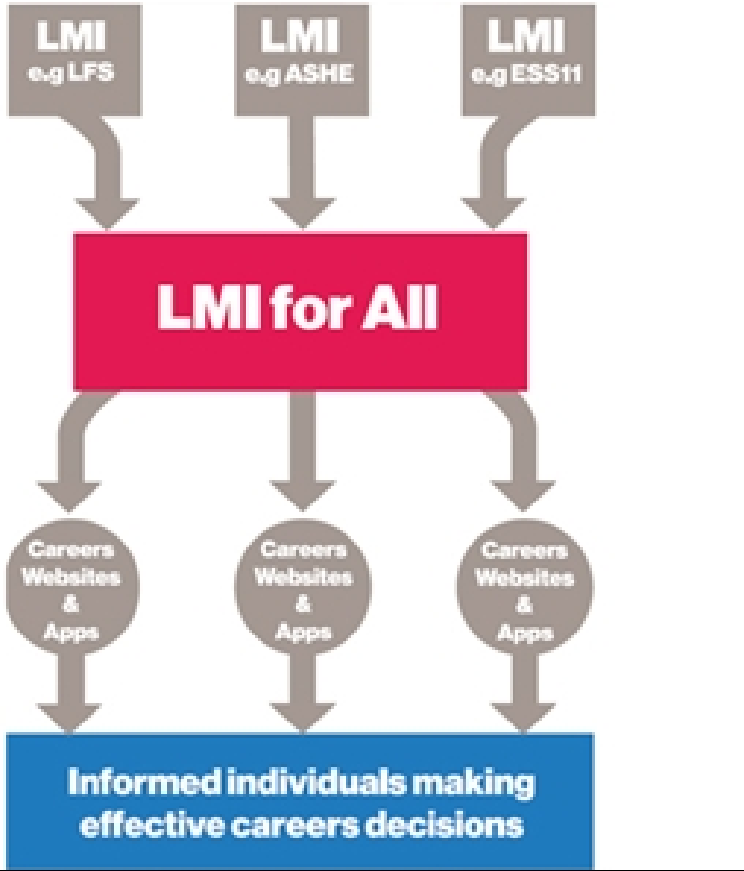 LMI
e.g LFS
LMI
e.g ASHE
LMI
e.g ESS11
LMI for All
Careers
Websites
&
Apps
Careers
Websites
&
Apps
Careers
Websites
&
Apps
Informed individuals making
effective careers decisions